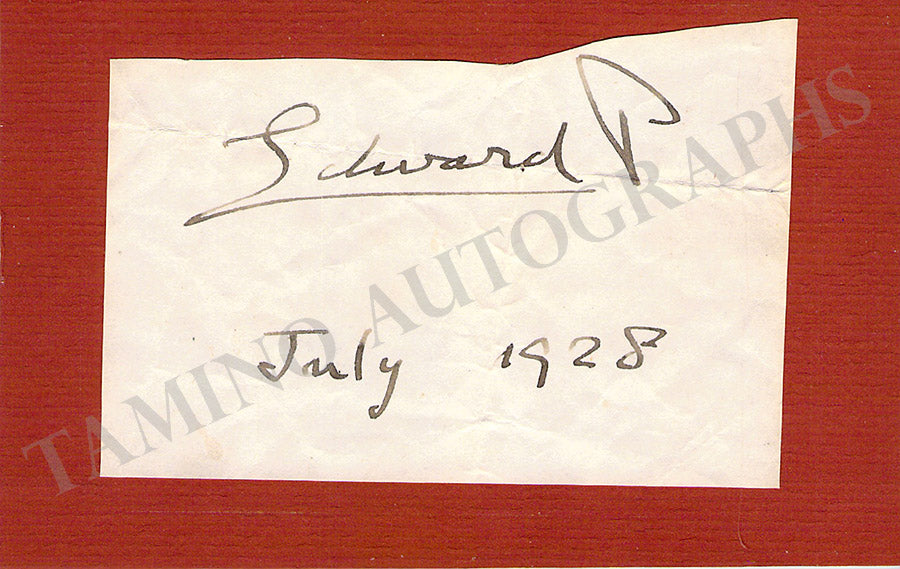 Edward P
July 1928
TAMINO AUTOGRAPHS